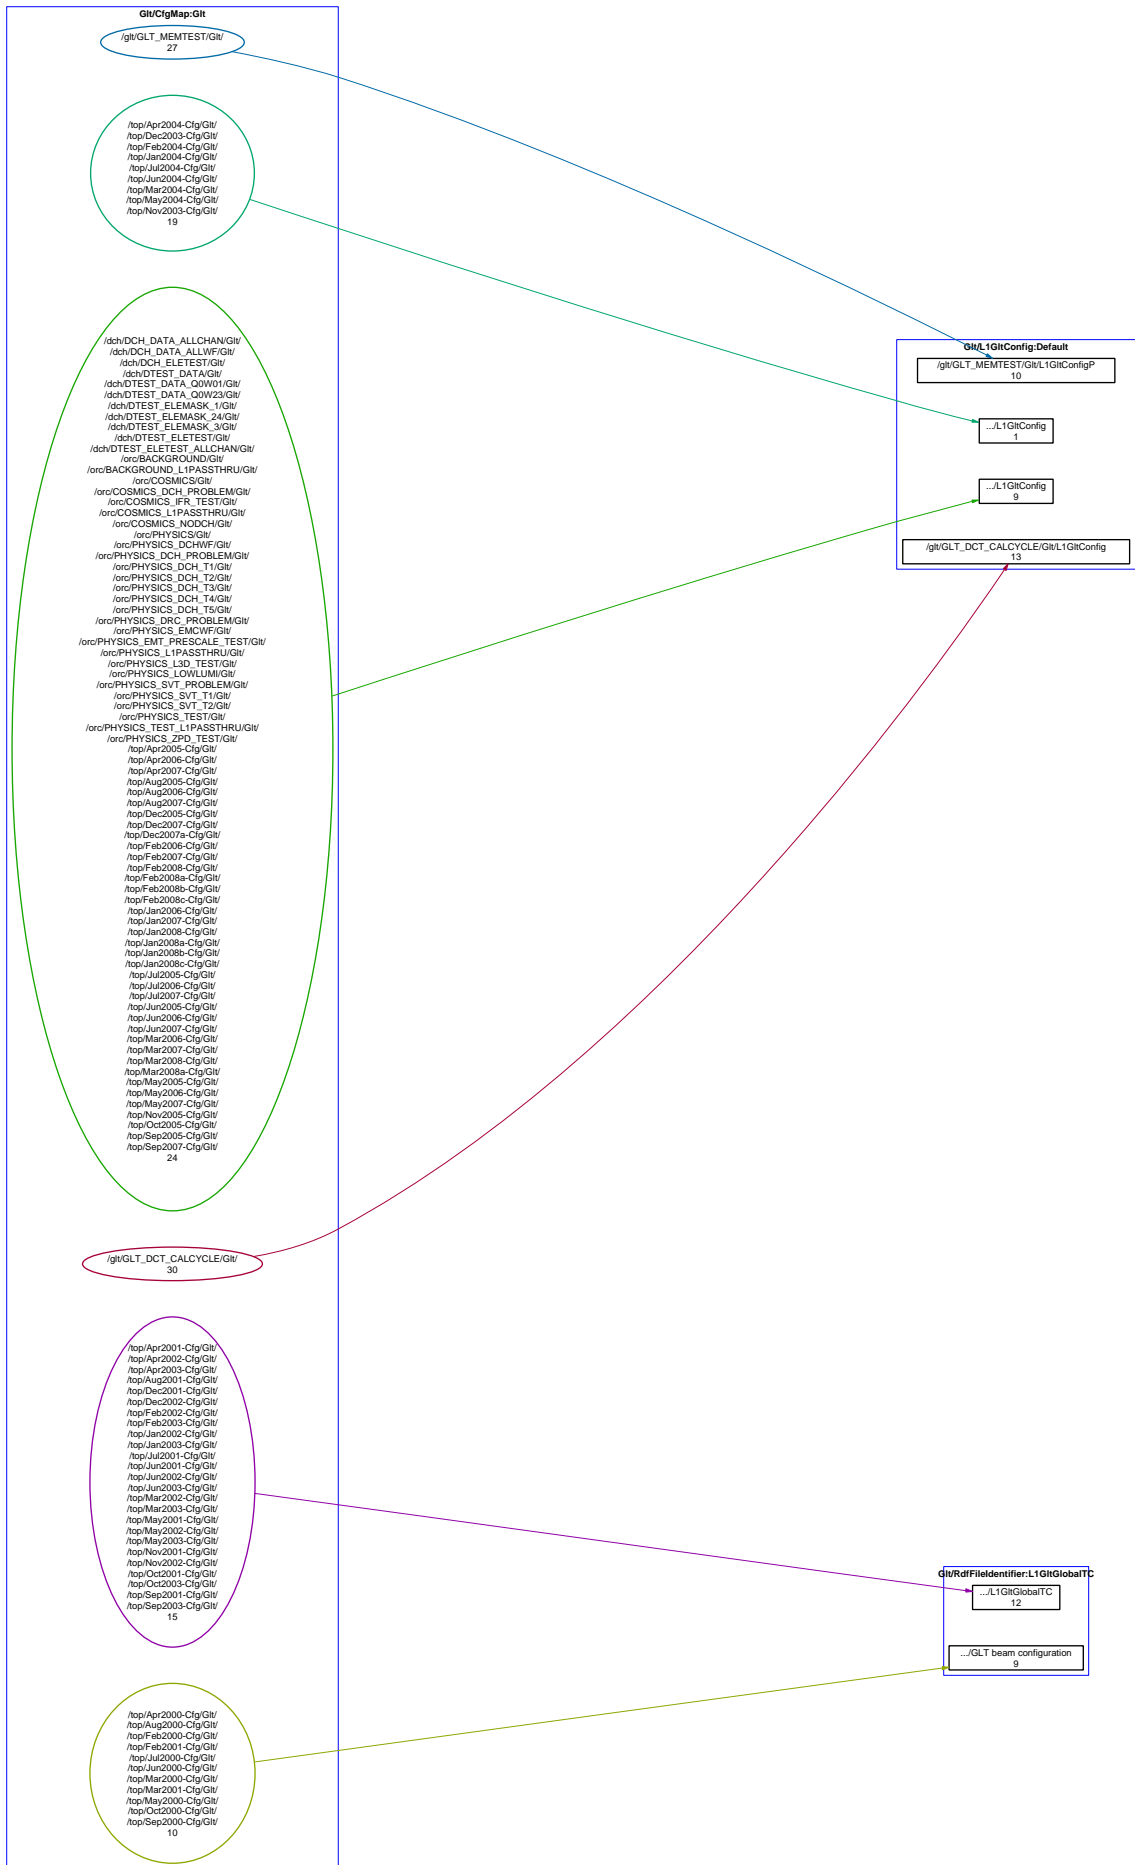 Glt/CfgMap:Glt
/glt/GLT_MEMTEST/Glt/
27
/top/Apr2004-Cfg/Glt/
/top/Dec2003-Cfg/Glt/
/top/Feb2004-Cfg/Glt/
/top/Jan2004-Cfg/Glt/
/top/Jul2004-Cfg/Glt/
/top/Jun2004-Cfg/Glt/
/top/Mar2004-Cfg/Glt/
/top/May2004-Cfg/Glt/
/top/Nov2003-Cfg/Glt/
19
/dch/DCH_DATA_ALLCHAN/Glt/
/dch/DCH_DATA_ALLWF/Glt/
/dch/DCH_ELETEST/Glt/
/dch/DTEST_DATA/Glt/
/dch/DTEST_DATA_Q0W01/Glt/
/dch/DTEST_DATA_Q0W23/Glt/
/dch/DTEST_ELEMASK_1/Glt/
/dch/DTEST_ELEMASK_24/Glt/
/dch/DTEST_ELEMASK_3/Glt/
/dch/DTEST_ELETEST/Glt/
/dch/DTEST_ELETEST_ALLCHAN/Glt/
/orc/BACKGROUND/Glt/
/orc/BACKGROUND_L1PASSTHRU/Glt/
/orc/COSMICS/Glt/
/orc/COSMICS_DCH_PROBLEM/Glt/
/orc/COSMICS_IFR_TEST/Glt/
/orc/COSMICS_L1PASSTHRU/Glt/
/orc/COSMICS_NODCH/Glt/
/orc/PHYSICS/Glt/
/orc/PHYSICS_DCHWF/Glt/
/orc/PHYSICS_DCH_PROBLEM/Glt/
/orc/PHYSICS_DCH_T1/Glt/
/orc/PHYSICS_DCH_T2/Glt/
/orc/PHYSICS_DCH_T3/Glt/
/orc/PHYSICS_DCH_T4/Glt/
/orc/PHYSICS_DCH_T5/Glt/
/orc/PHYSICS_DRC_PROBLEM/Glt/
/orc/PHYSICS_EMCWF/Glt/
/orc/PHYSICS_EMT_PRESCALE_TEST/Glt/
/orc/PHYSICS_L1PASSTHRU/Glt/
/orc/PHYSICS_L3D_TEST/Glt/
/orc/PHYSICS_LOWLUMI/Glt/
/orc/PHYSICS_SVT_PROBLEM/Glt/
/orc/PHYSICS_SVT_T1/Glt/
/orc/PHYSICS_SVT_T2/Glt/
/orc/PHYSICS_TEST/Glt/
/orc/PHYSICS_TEST_L1PASSTHRU/Glt/
/orc/PHYSICS_ZPD_TEST/Glt/
/top/Apr2005-Cfg/Glt/
/top/Apr2006-Cfg/Glt/
/top/Apr2007-Cfg/Glt/
/top/Aug2005-Cfg/Glt/
/top/Aug2006-Cfg/Glt/
/top/Aug2007-Cfg/Glt/
/top/Dec2005-Cfg/Glt/
/top/Dec2007-Cfg/Glt/
/top/Dec2007a-Cfg/Glt/
/top/Feb2006-Cfg/Glt/
/top/Feb2007-Cfg/Glt/
/top/Feb2008-Cfg/Glt/
/top/Feb2008a-Cfg/Glt/
/top/Feb2008b-Cfg/Glt/
/top/Feb2008c-Cfg/Glt/
/top/Jan2006-Cfg/Glt/
/top/Jan2007-Cfg/Glt/
/top/Jan2008-Cfg/Glt/
/top/Jan2008a-Cfg/Glt/
/top/Jan2008b-Cfg/Glt/
/top/Jan2008c-Cfg/Glt/
/top/Jul2005-Cfg/Glt/
/top/Jul2006-Cfg/Glt/
/top/Jul2007-Cfg/Glt/
/top/Jun2005-Cfg/Glt/
/top/Jun2006-Cfg/Glt/
/top/Jun2007-Cfg/Glt/
/top/Mar2006-Cfg/Glt/
/top/Mar2007-Cfg/Glt/
/top/Mar2008-Cfg/Glt/
/top/Mar2008a-Cfg/Glt/
/top/May2005-Cfg/Glt/
/top/May2006-Cfg/Glt/
/top/May2007-Cfg/Glt/
/top/Nov2005-Cfg/Glt/
/top/Oct2005-Cfg/Glt/
/top/Sep2005-Cfg/Glt/
/top/Sep2007-Cfg/Glt/
24
/glt/GLT_DCT_CALCYCLE/Glt/
30
/top/Apr2001-Cfg/Glt/
/top/Apr2002-Cfg/Glt/
/top/Apr2003-Cfg/Glt/
/top/Aug2001-Cfg/Glt/
/top/Dec2001-Cfg/Glt/
/top/Dec2002-Cfg/Glt/
/top/Feb2002-Cfg/Glt/
/top/Feb2003-Cfg/Glt/
/top/Jan2002-Cfg/Glt/
/top/Jan2003-Cfg/Glt/
/top/Jul2001-Cfg/Glt/
/top/Jun2001-Cfg/Glt/
/top/Jun2002-Cfg/Glt/
/top/Jun2003-Cfg/Glt/
/top/Mar2002-Cfg/Glt/
/top/Mar2003-Cfg/Glt/
/top/May2001-Cfg/Glt/
/top/May2002-Cfg/Glt/
/top/May2003-Cfg/Glt/
/top/Nov2001-Cfg/Glt/
/top/Nov2002-Cfg/Glt/
/top/Oct2001-Cfg/Glt/
/top/Oct2003-Cfg/Glt/
/top/Sep2001-Cfg/Glt/
/top/Sep2003-Cfg/Glt/
15
/top/Apr2000-Cfg/Glt/
/top/Aug2000-Cfg/Glt/
/top/Feb2000-Cfg/Glt/
/top/Feb2001-Cfg/Glt/
/top/Jul2000-Cfg/Glt/
/top/Jun2000-Cfg/Glt/
/top/Mar2000-Cfg/Glt/
/top/Mar2001-Cfg/Glt/
/top/May2000-Cfg/Glt/
/top/Oct2000-Cfg/Glt/
/top/Sep2000-Cfg/Glt/
10
Glt/L1GltConfig:Default
/glt/GLT_MEMTEST/Glt/L1GltConfigP
10
.../L1GltConfig
1
.../L1GltConfig
9
/glt/GLT_DCT_CALCYCLE/Glt/L1GltConfig
13
Glt/RdfFileIdentifier:L1GltGlobalTC
.../L1GltGlobalTC
12
.../GLT beam configuration
9